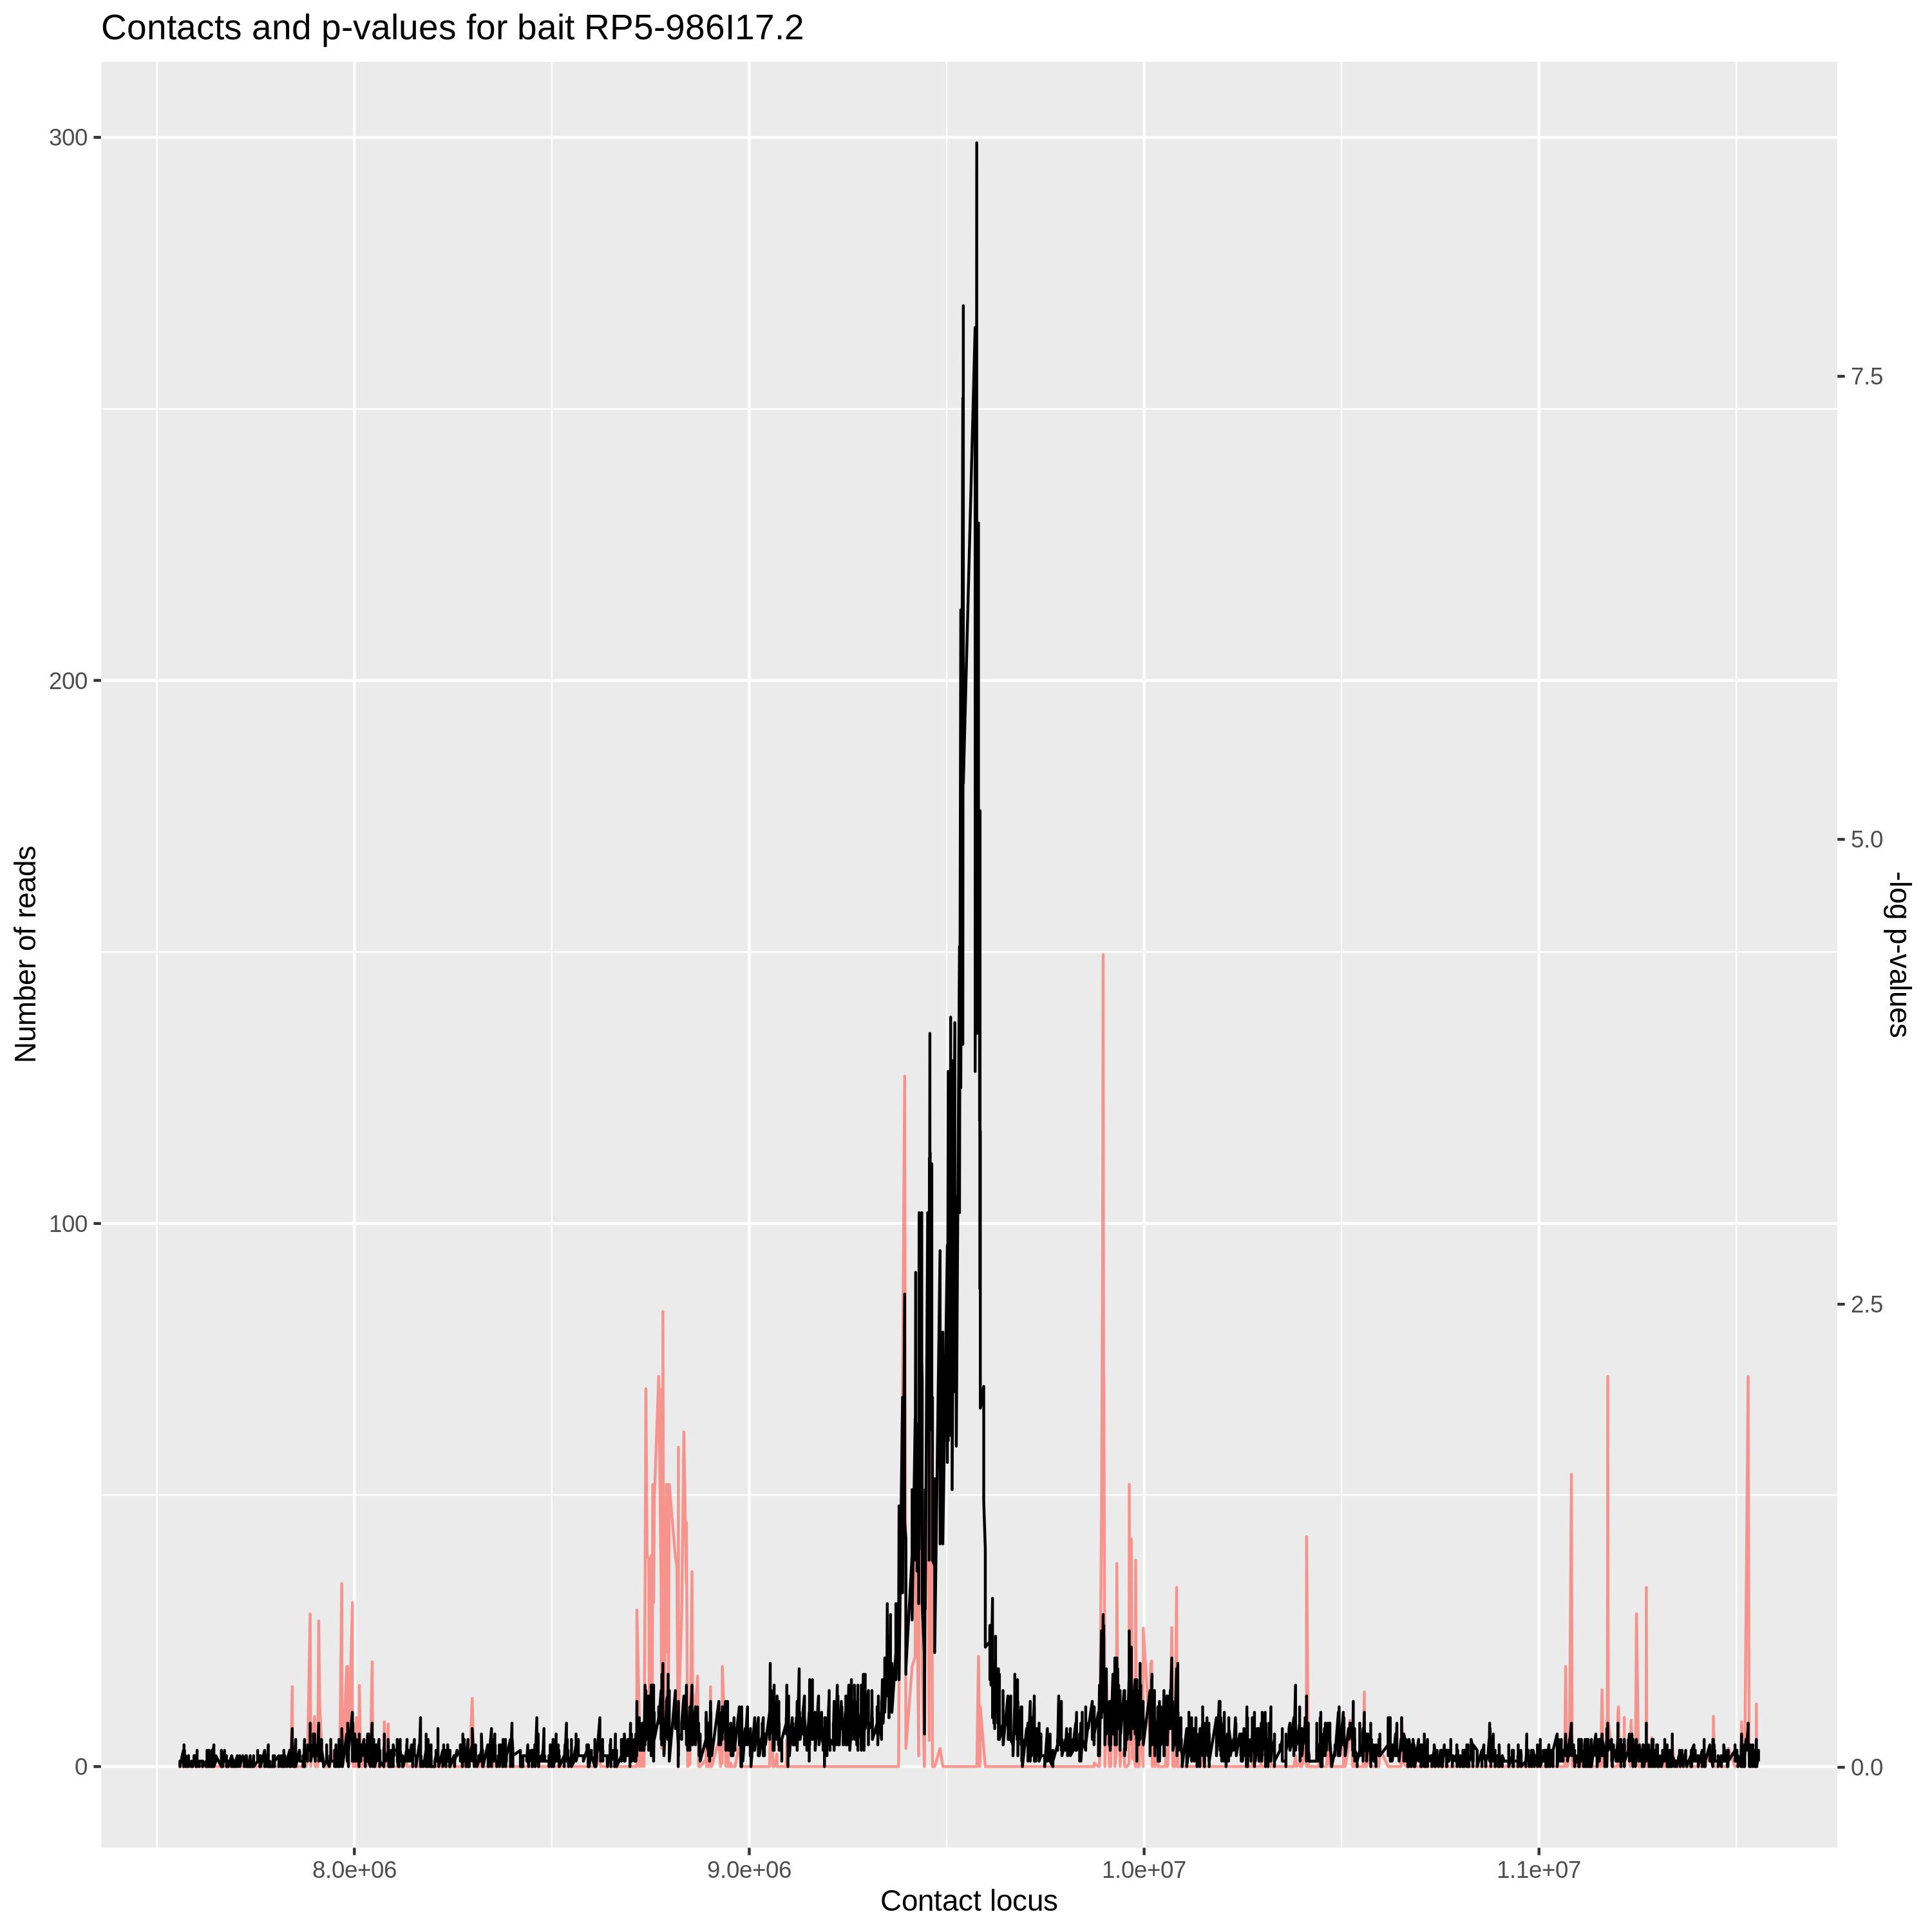 Contacts and p-values for bait RP5-986I17.2
300
200
100
0
7.5
5.0
2.5
0.0
Number of reads
-log p-values
8.0e+06
9.0e+06
1.0e+07
1.1e+07
Contact locus